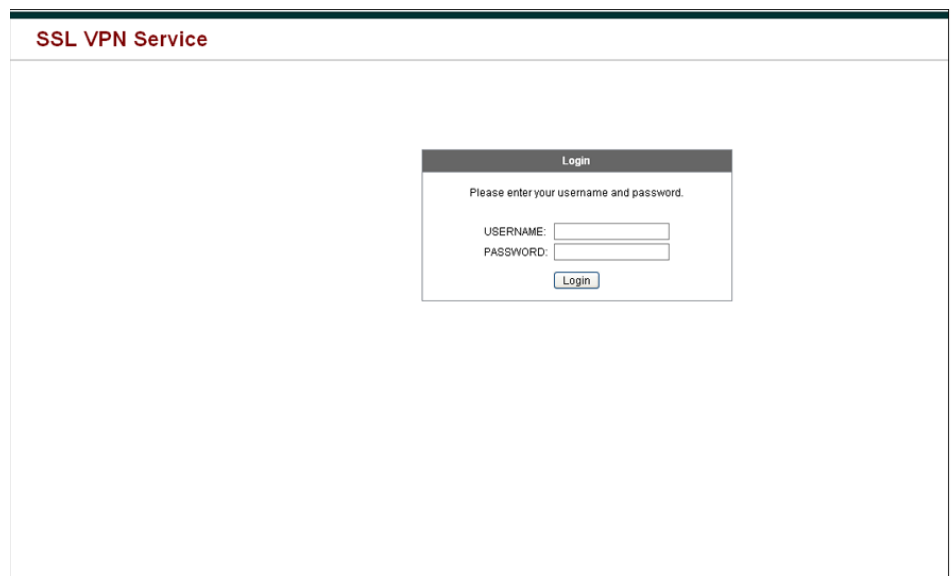 SSL VPN Service
Login
Please enter your username and password.
USERNAME:
PASSWORD:
Login